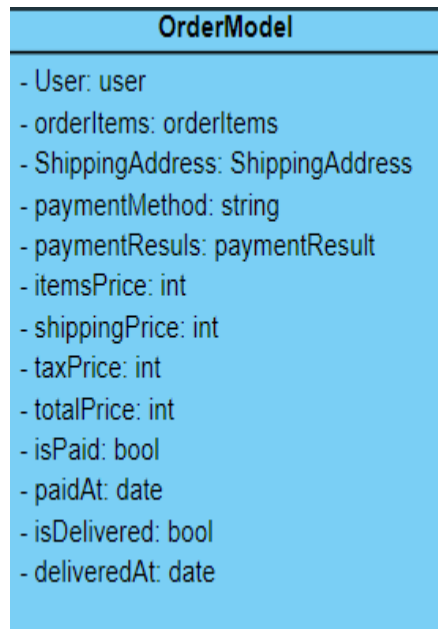 OrderModel
- User: user
- orderItems: orderItems
- ShippingAddress: ShippingAddress
- paymentMethod: string
- paymentResuls: paymentResult
- itemsPrice: int
- shippingPrice: int
- taxPrice: int
- totalPrice: int
- isPaid: bool
- paidAt: date
- isDelivered: bool
- deliveredAt: date